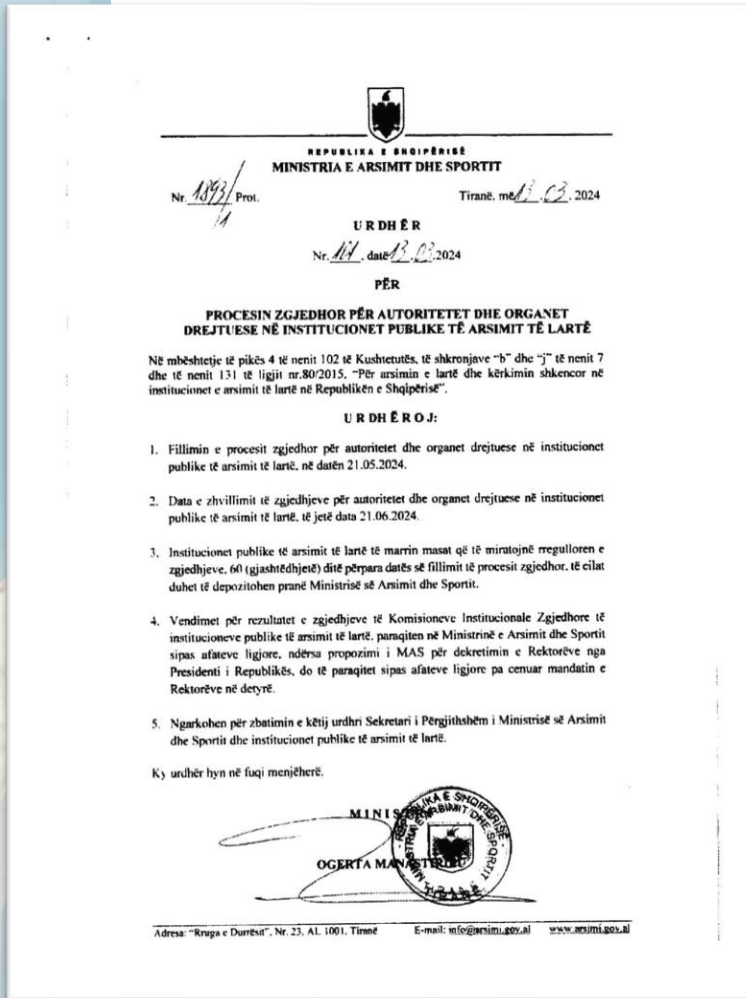 REPUBLIKA E SHQIPËRISË
MINISTRIA E ARSIMIT DHE SPORTIT
Nr. 1893/1 Prot.
Tiranë, më 13.03.2024
URDHËR
Nr. , datë 13.03.2024
PËR
PROCESIN ZGJEDHOR PËR AUTORITETET DHE ORGANET
DREJTUESE NË INSTITUCIONET PUBLIKE TË ARSIMIT TË LARTË
Në mbështetje të pikës 4 të nenit 102 të Kushtetutës, të shkronjave "b" dhe "j" të nenit 7
dhe të nenit 131 të ligjit nr.80/2015, "Për arsimin e lartë dhe kërkimin shkencor në
institucionet e arsimit të lartë në Republikën e Shqipërisë".
URDHËROJ:
1. Fillimin e procesit zgjedhor për autoritetet dhe organet drejtuese në institucionet
publike të arsimit të lartë, në datën 21.05.2024.
2. Data e zhvillimit të zgjedhjeve për autoritetet dhe organet drejtuese në institucionet
publike të arsimit të lartë, të jetë data 21.06.2024.
3. Institucionet publike të arsimit të lartë të marrin masat që të miratojnë rregulloren e
zgjedhjeve, 60 (gjashtëdhjetë) ditë përpara datës së fillimit të procesit zgjedhor, të cilat
duhet të depozitohen pranë Ministrisë së Arsimit dhe Sportit.
4. Vendimet për rezultatet e zgjedhjeve të Komisioneve Institucionale Zgjedhore të
institucioneve publike të arsimit të lartë, paraqiten në Ministrinë e Arsimit dhe Sportit
sipas afateve ligjore, ndërsa propozimi i MAS për dekretimin e Rektorëve nga
Presidenti i Republikës, do të paraqitet sipas afateve ligjore pa cenuar mandatin e
Rektorëve në detyrë.
5. Ngarkohen për zbatimin e këtij urdhri Sekretari i Përgjithshëm i Ministrisë së Arsimit
dhe Sportit dhe institucionet publike të arsimit të lartë.
Ky urdhër hyn në fuqi menjëherë.
OGERTA
REPUBLIKA E SHQIPËRISË
MINISTRIA E ARSIMIT DHE SPORTIT
TIRANË
Adresa: "Rruga e Durrësit", Nr. 23, AL 1001, Tiranë E-mail: info@arsimi.gov.al www.arsimi.gov.al